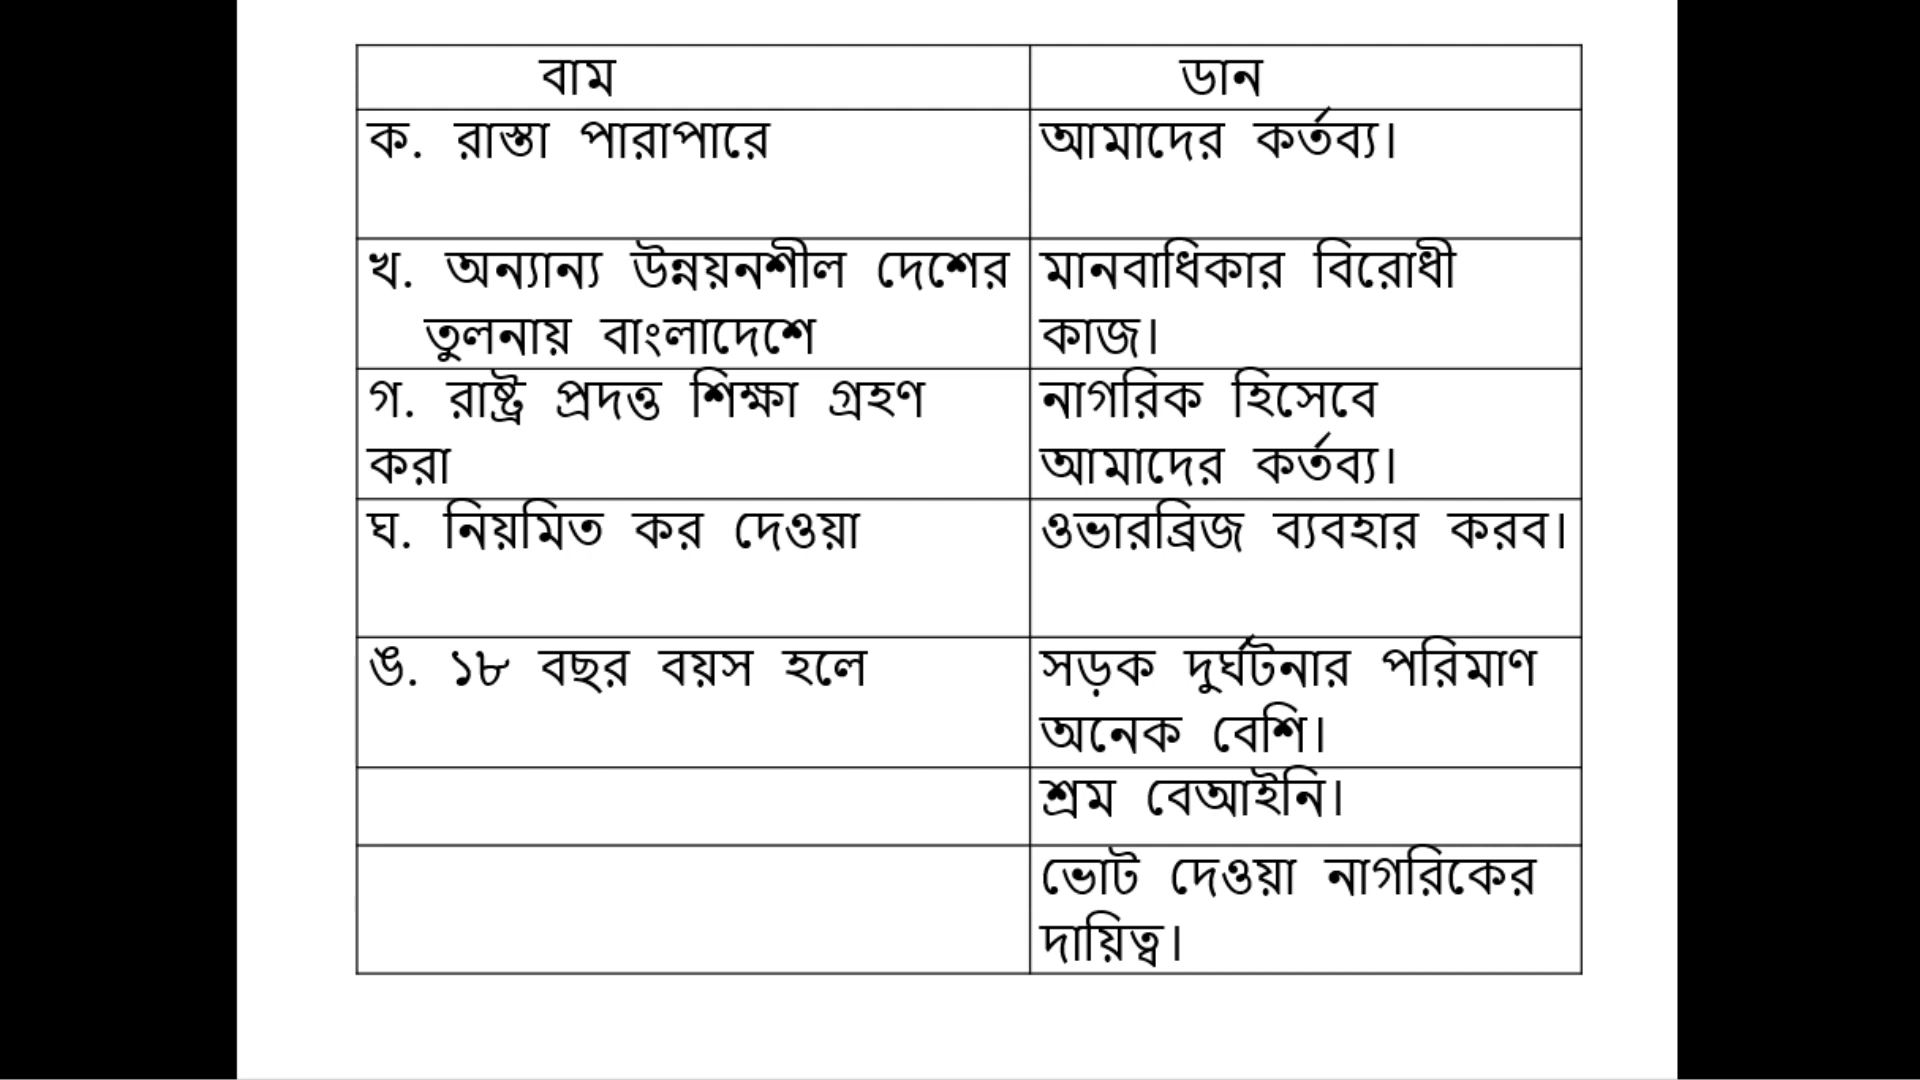 বাম ডান
ক. রাস্তা পারাপারে আমাদের কর্তব্য।
খ. অন্যান্য উন্নয়নশীল দেশের মানবাধিকার বিরোধী
তুলনায় বাংলাদেশে কাজ।
গ. রাষ্ট্র প্রদত্ত শিক্ষা গ্রহণ নাগরিক হিসেবে
করা আমাদের কর্তব্য।
ঘ. নিয়মিত কর দেওয়া ওভারব্রিজ ব্যবহার করব।
ঙ. ১৮ বছর বয়স হলে সড়ক দুর্ঘটনার পরিমাণ
অনেক বেশি।
শ্রম বেআইনি।
ভোট দেওয়া নাগরিকের
দায়িত্ব।